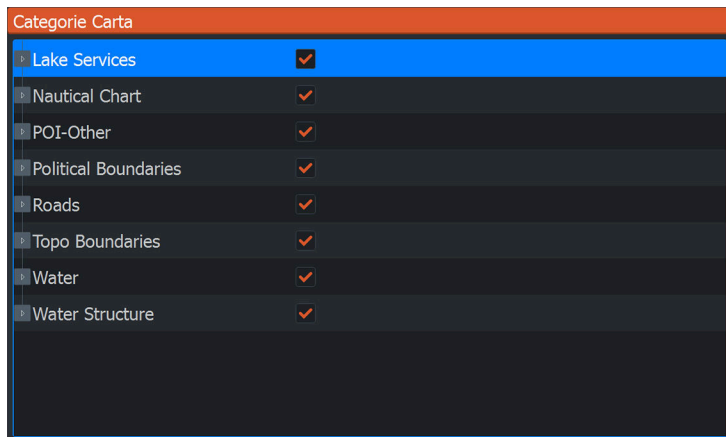 Categorie Carta
Lake Services
Nautical Chart
POI-Other
Political Boundaries
Roads
Topo Boundaries
Water
Water Structure